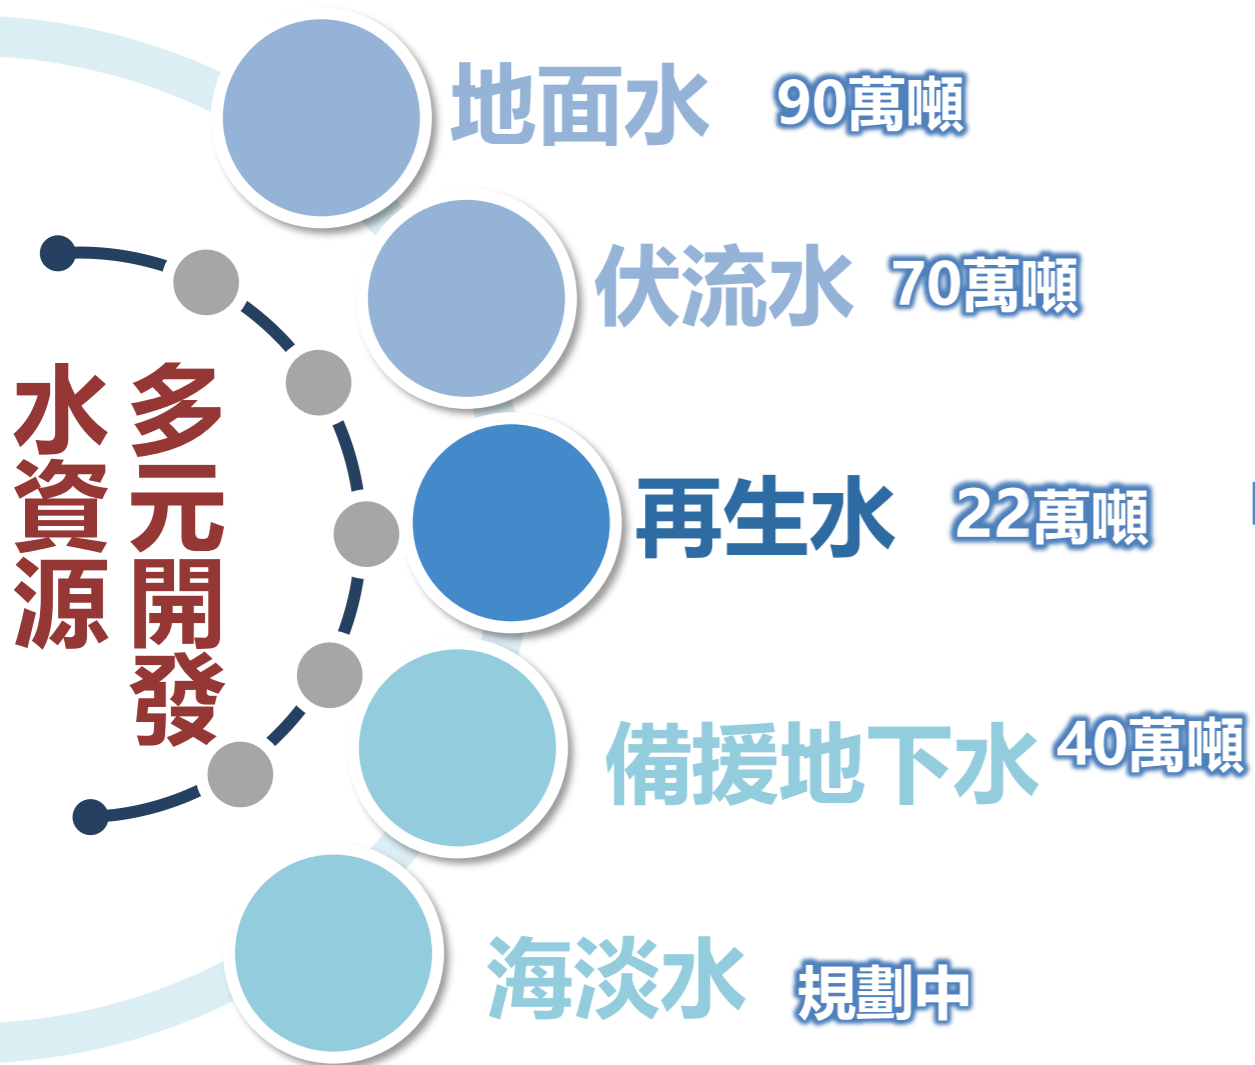 多元開發
水資源
地面水 90萬噸
伏流水 70萬噸
再生水 22萬噸
備援地下水 40萬噸
海淡水 規劃中